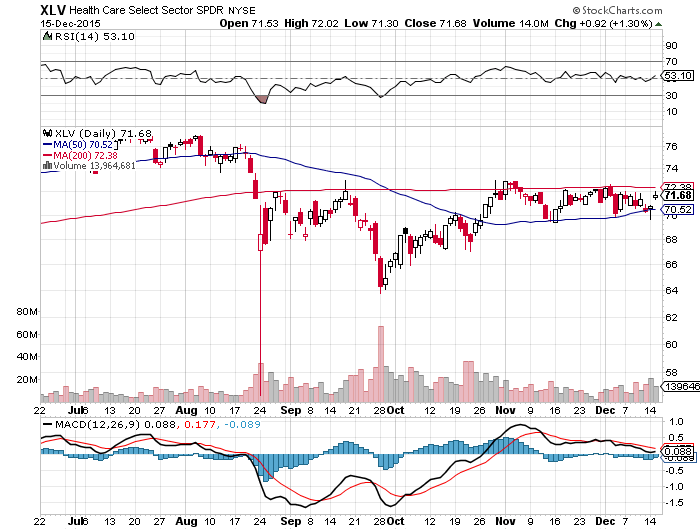 XLV Health Care Select Sector SPDR NYSE © StockCharts.com
15-Dec-2015 Open 71.53 High 72.02 Low 71.30 Close 71.68 Volume 14.0M Chg +0.92 (+1.30%)
RSI(14) 53.10
90
70
53.10
30
10
XLV (Daily) 71.68
MA(50) 70.52
MA(200) 72.38
Volume 13,964,681
76
74
72.38
71.68
70.52
70
68
66
64
62
60
58
80M
60M
40M
20M
139646
22 Jul 6 13 20 27 Aug 10 17 24 Sep 8 14 21 28 Oct 12 19 26 Nov 9 16 23 Dec 7 14
MACD(12,26,9) 0.088, 0.177, -0.089
1.0
0.5
0.088
-0.5
-1.0
-1.5
22 Jul 6 13 20 27 Aug 10 17 24 Sep 8 14 21 28 Oct 12 19 26 Nov 9 16 23 Dec 7 14